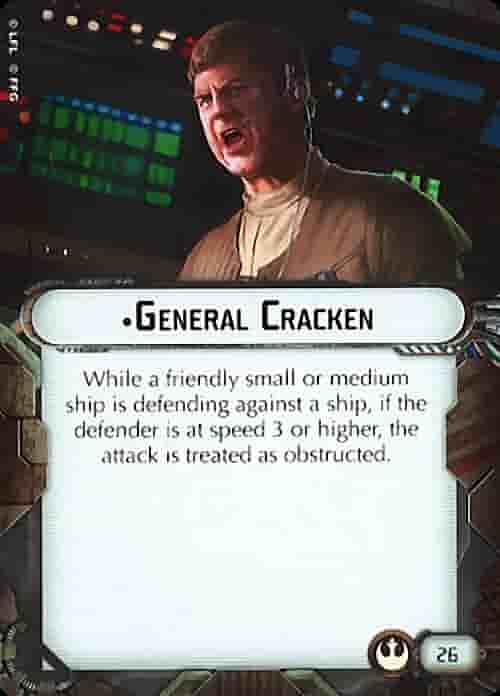 © LFL © FFG
•GENERAL CRACKEN
While a friendly small or medium
ship is defending against a ship, if the
defender is at speed 3 or higher, the
attack is treated as obstructed.
26